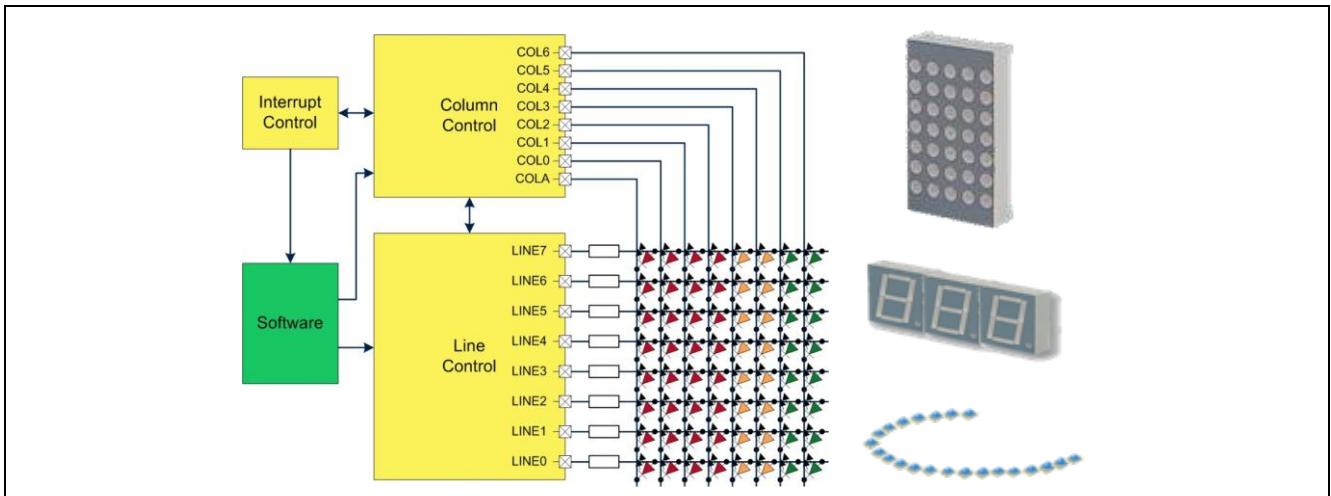 COL6
COL5
COL4
COL3
COL2
COL1
COL0
COLA
Interrupt
Control
Column
Control
Software
Line
Control
LINE7
LINE6
LINE5
LINE4
LINE3
LINE2
LINE1
LINE0